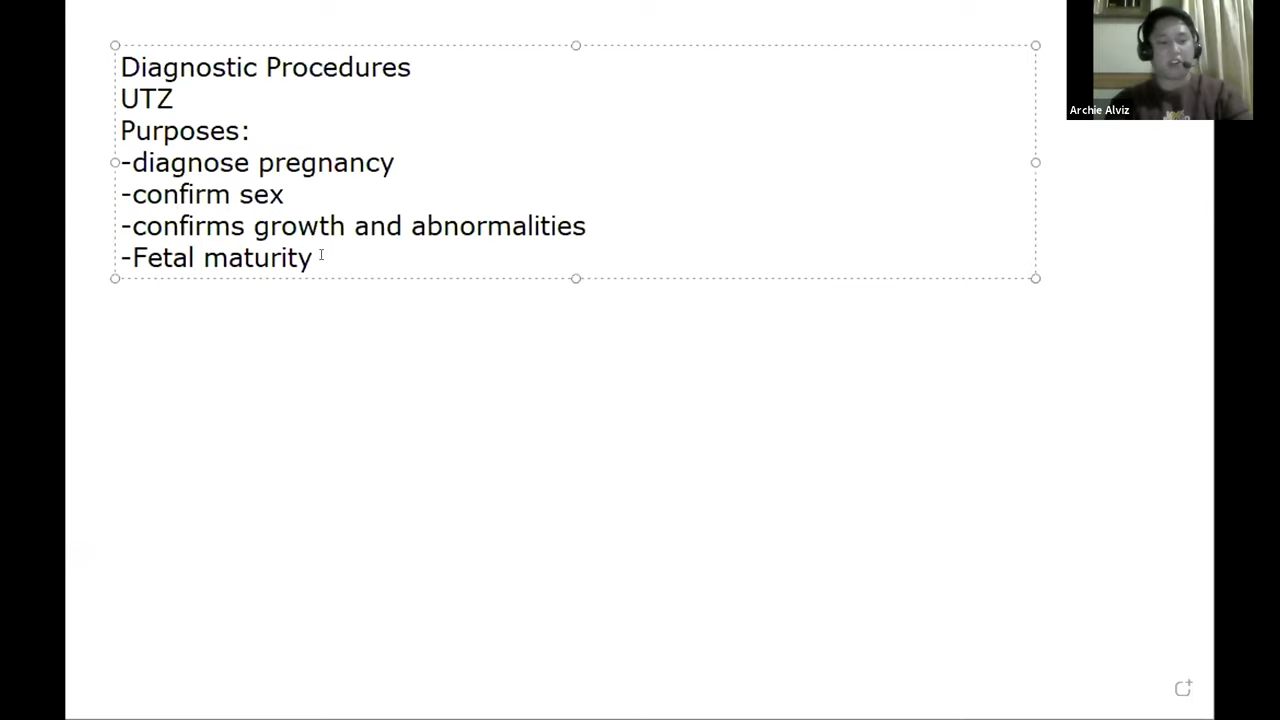 Diagnostic Procedures
UTZ
Purposes:
-diagnose pregnancy
-confirm sex
-confirms growth and abnormalities
-Fetal maturity
Archie Alviz